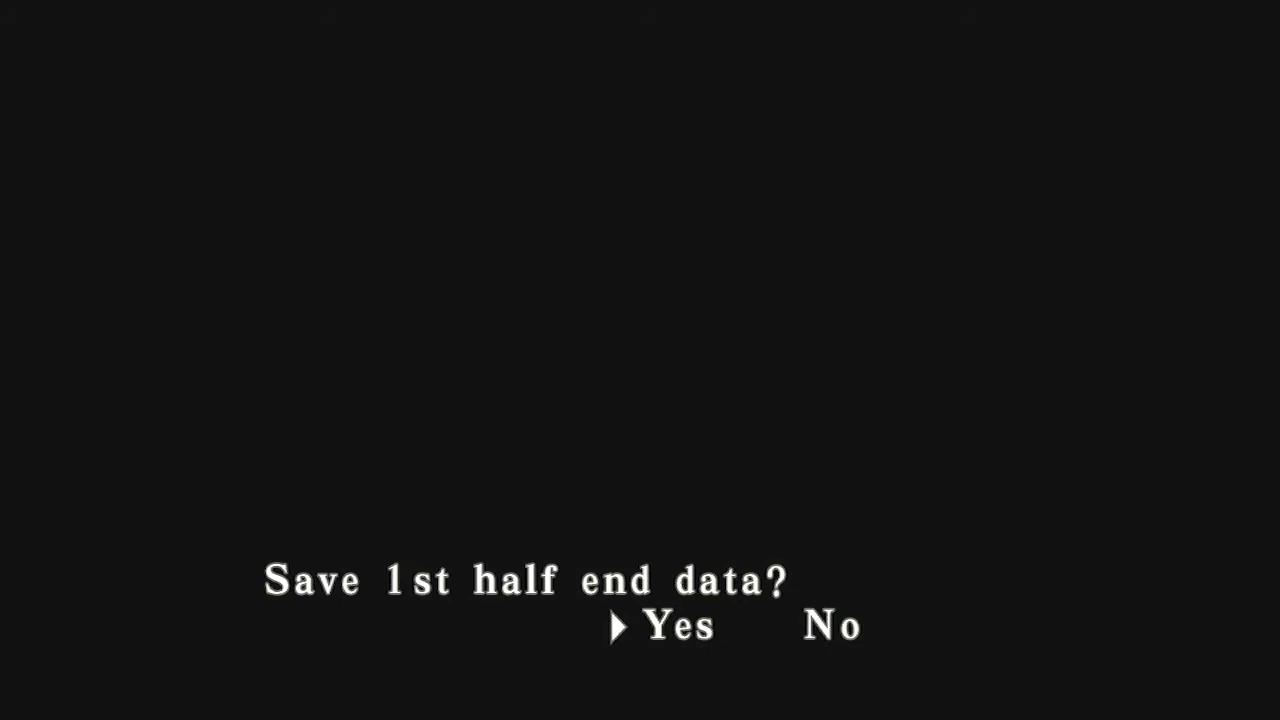 Save 1st half end data?
Yes No